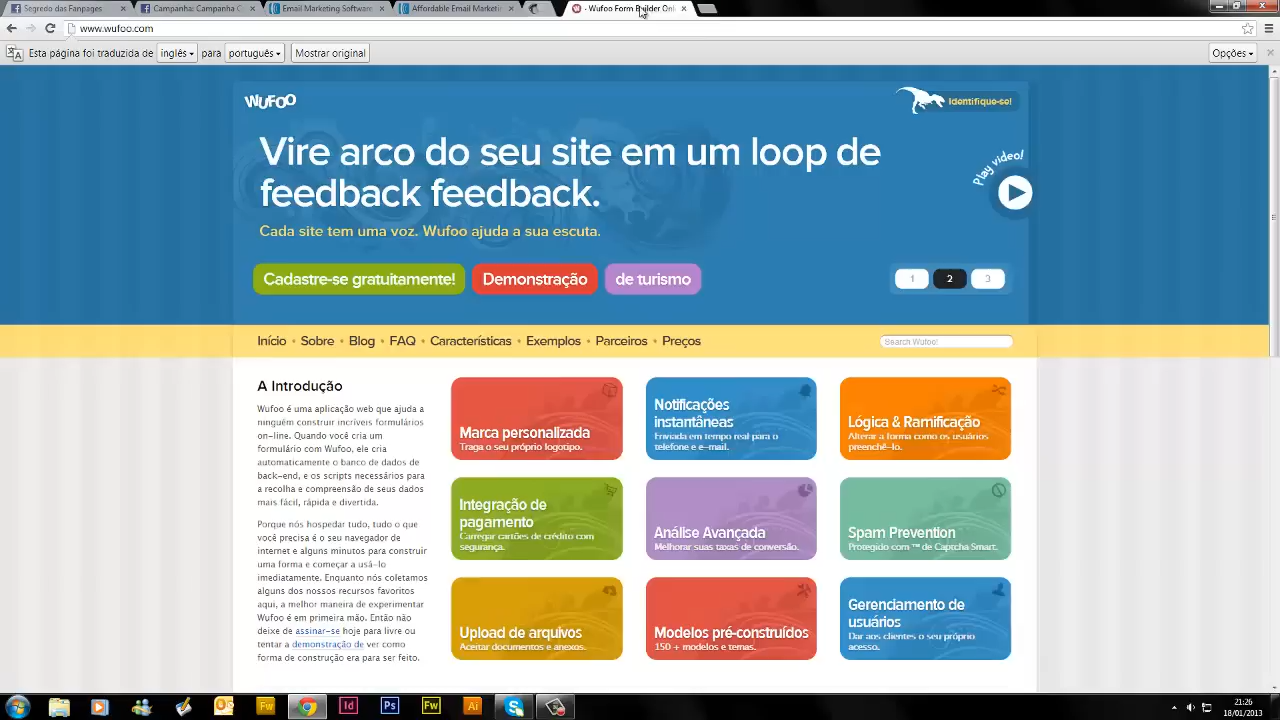 Segredo das Fanpages
Campanha: Campanha C
Email Marketing Software
Affordable Email Marketin
- Wufoo Form Builder Onl
www.wufoo.com
Esta página foi traduzida de inglês para português Mostrar original Opções
WUFOO
Identifique-se!
Vire arco do seu site em um loop de
feedback feedback.
Play video!
Cada site tem uma voz. Wufoo ajuda a sua escuta.
Cadastre-se gratuitamente! Demonstração de turismo
1 2 3
Início • Sobre • Blog • FAQ • Características • Exemplos • Parceiros • Preços
Search Wufoo!
A Introdução
Wufoo é uma aplicação web que ajuda a
ninguém construir incríveis formulários
on-line. Quando você cria um
formulário com Wufoo, ele cria
automaticamente o banco de dados de
back-end, e os scripts necessários para
a recolha e compreensão de seus dados
mais fácil, rápida e divertida.
Porque nós hospedar tudo, tudo o que
você precisa é o seu navegador de
internet e alguns minutos para construir
uma forma e começar a usá-lo
imediatamente. Enquanto nós coletamos
alguns dos nossos recursos favoritos
aqui, a melhor maneira de experimentar
Wufoo é em primeira mão. Então não
deixe de assinar-se hoje para livre ou
tentar a demonstração de ver como
forma de construção era para ser feito.
Marca personalizada
Traga o seu próprio logotipo.
Notificações
instantâneas
Enviada em tempo real para o
telefone e e-mail.
Lógica & Ramificação
Alterar a forma como os usuários
preenchê-lo.
Integração de
pagamento
Carregar cartões de crédito com
segurança.
Análise Avançada
Melhorar suas taxas de conversão.
Spam Prevention
Protegido com ™ de Captcha Smart.
Upload de arquivos
Aceitar documentos e anexos.
Modelos pré-construídos
150 + modelos e temas.
Gerenciamento de
usuários
Dar aos clientes o seu próprio
acesso.
Fw
Id
Ps
Fw
Ai
21:26
18/01/2013